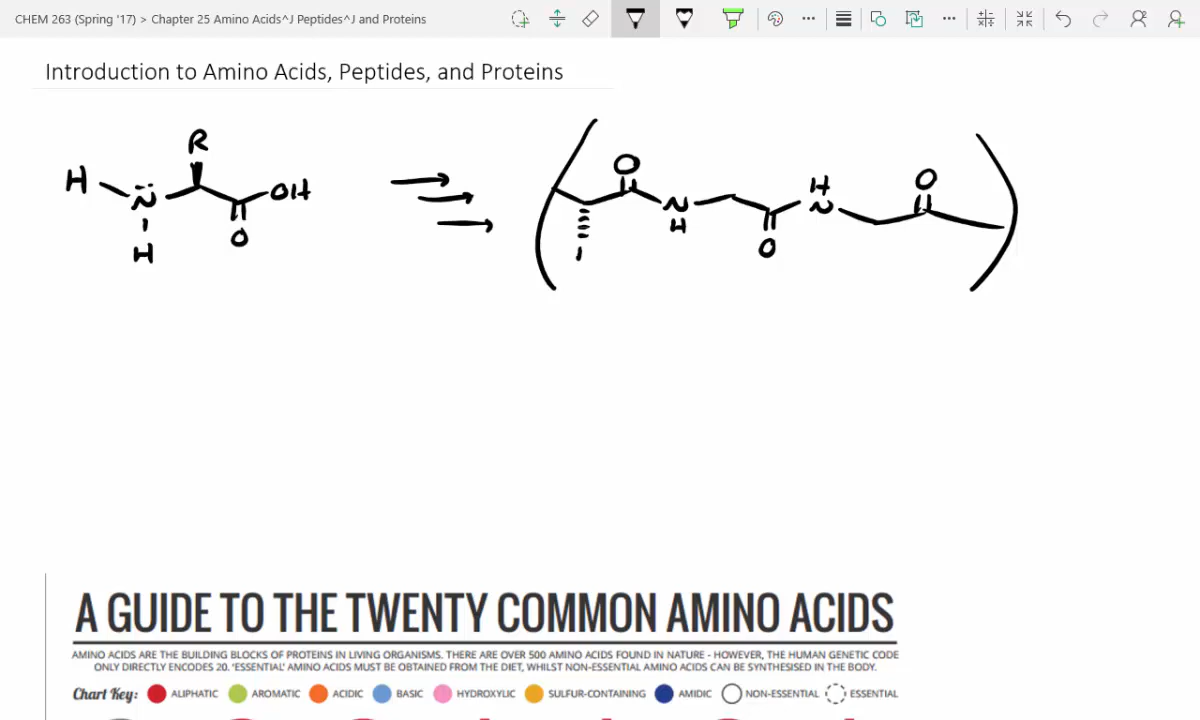 CHEM 263 (Spring '17) > Chapter 25 Amino Acids^J Peptides^J and Proteins
Introduction to Amino Acids, Peptides, and Proteins
R
H N OH
H O
O H O
N N
H O
A GUIDE TO THE TWENTY COMMON AMINO ACIDS
AMINO ACIDS ARE THE BUILDING BLOCKS OF PROTEINS IN LIVING ORGANISMS. THERE ARE OVER 500 AMINO ACIDS FOUND IN NATURE - HOWEVER, THE HUMAN GENETIC CODE
ONLY DIRECTLY ENCODES 20. 'ESSENTIAL' AMINO ACIDS MUST BE OBTAINED FROM THE DIET, WHILST NON-ESSENTIAL AMINO ACIDS CAN BE SYNTHESISED IN THE BODY.
Chart Key: ALIPHATIC AROMATIC ACIDIC BASIC HYDROXYLIC SULFUR-CONTAINING AMIDIC NON-ESSENTIAL ESSENTIAL